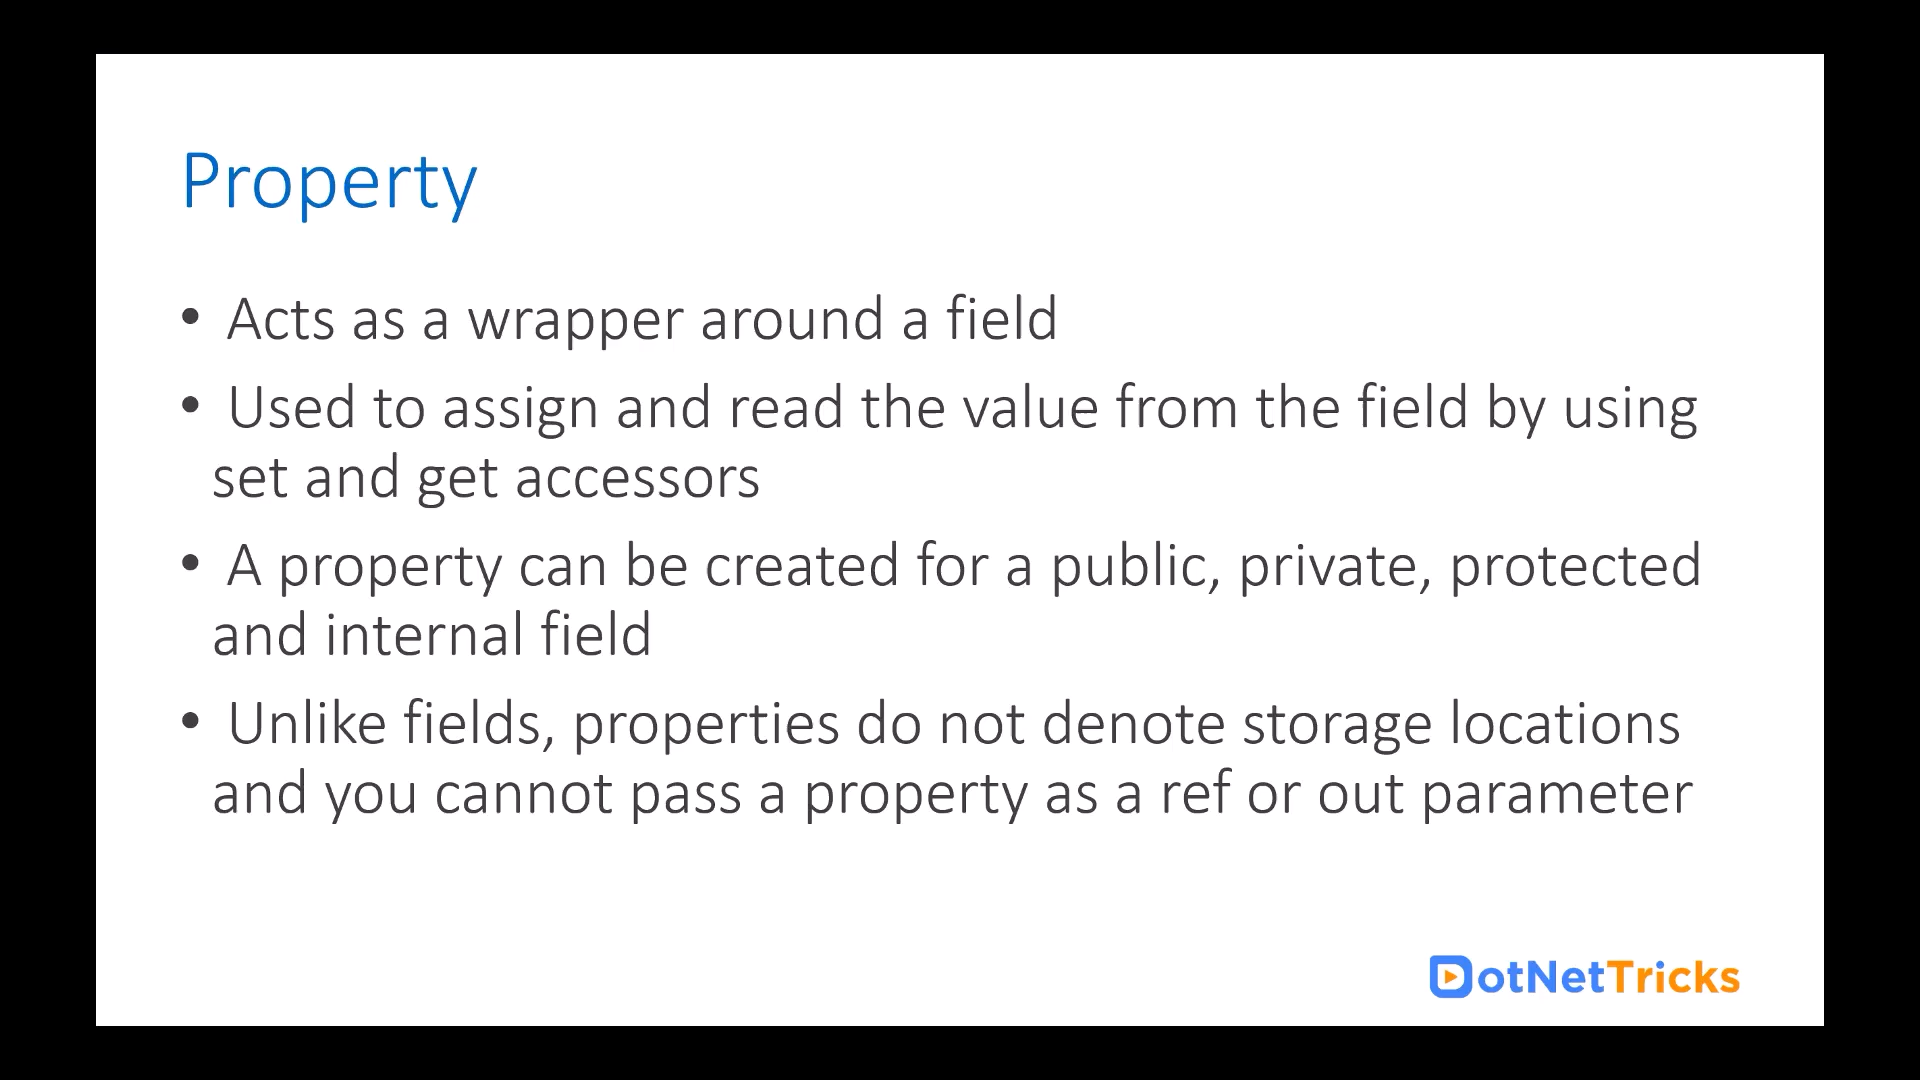 Property
• Acts as a wrapper around a field
• Used to assign and read the value from the field by using
set and get accessors
• A property can be created for a public, private, protected
and internal field
• Unlike fields, properties do not denote storage locations
and you cannot pass a property as a ref or out parameter
DotNetTricks